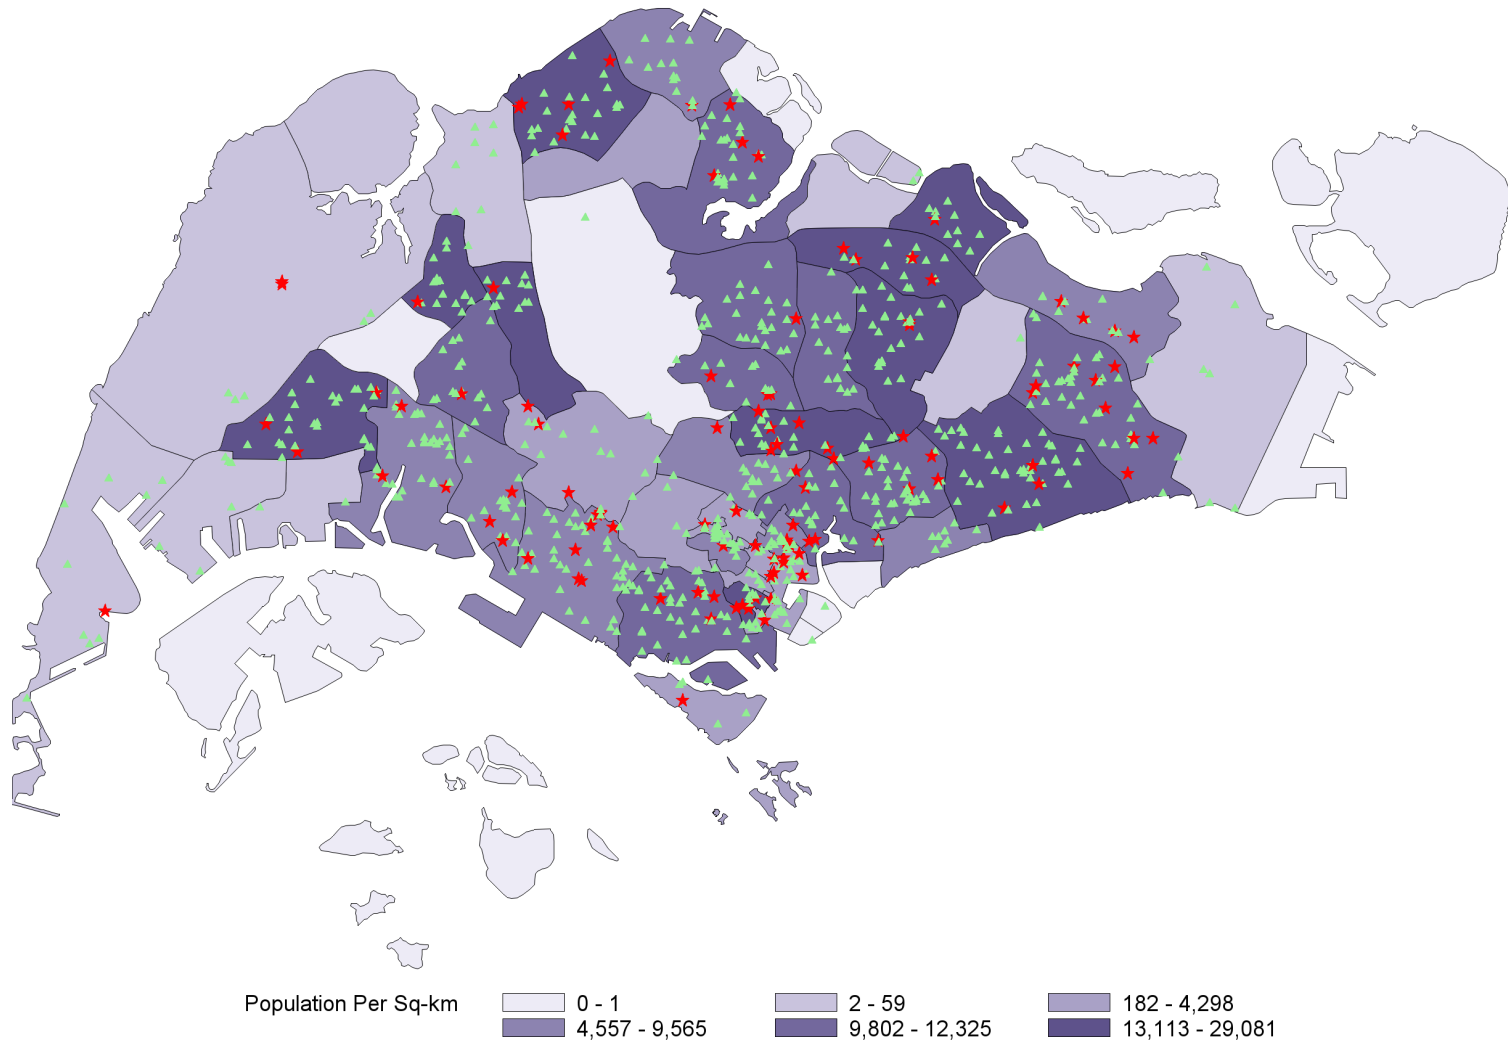 Population Per Sq-km 0 - 1 2 - 59 182 - 4,298
4,557 - 9,565 9,802 - 12,325 13,113 - 29,081